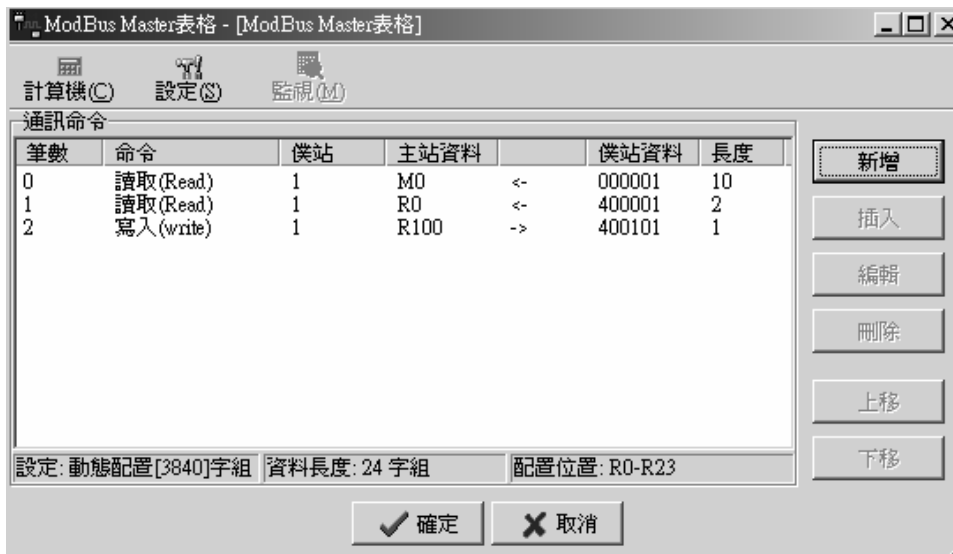 ModBus Master表格 - [ModBus Master表格]
計算機(C) 設定(S) 監視(M)
通訊命令
筆數 命令 僕站 主站資料 僕站資料 長度
0 讀取(Read) 1 M0 <- 000001 10
1 讀取(Read) 1 R0 <- 400001 2
2 寫入(write) 1 R100 -> 400101 1
新增
插入
編輯
刪除
上移
下移
設定: 動態配置[3840]字組 資料長度: 24 字組 配置位置: R0-R23
確定 取消